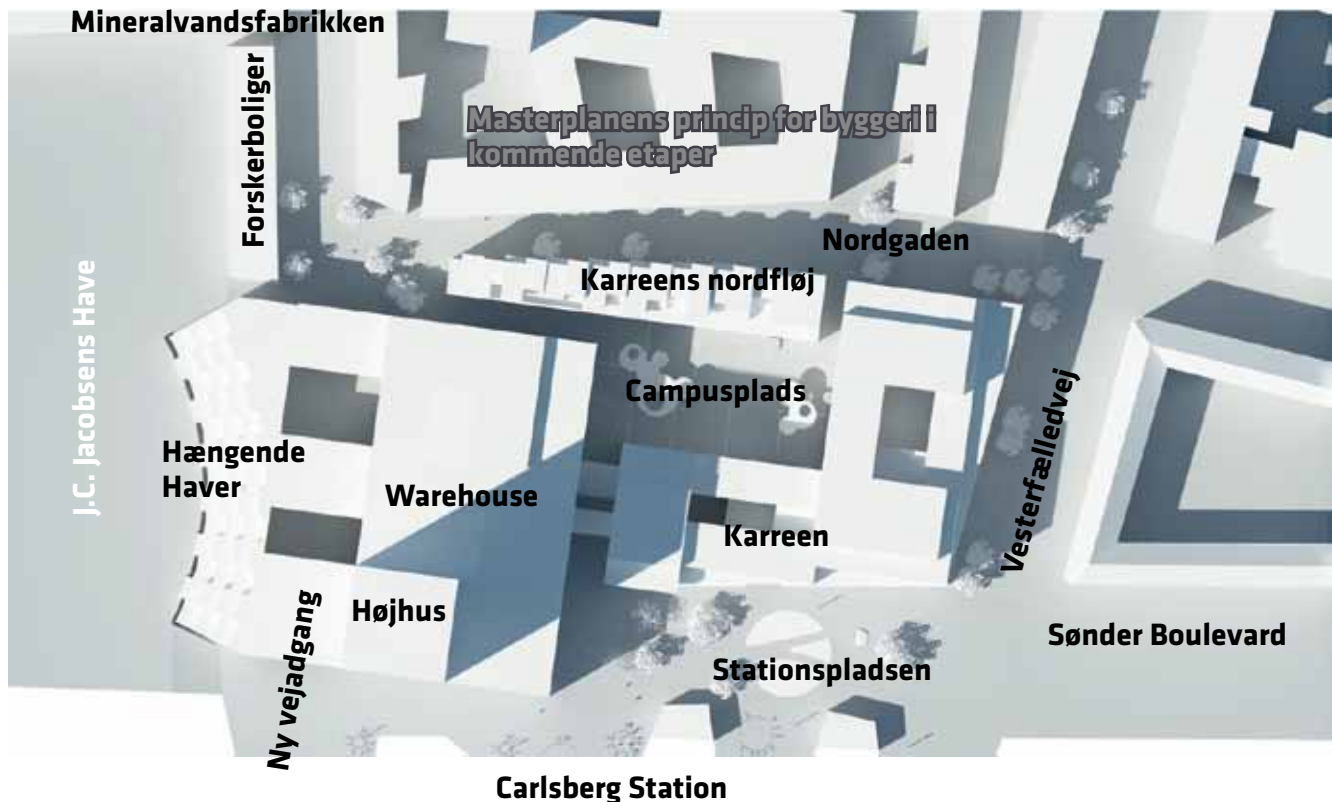 Mineralvandsfabrikken
Forskerboliger
Masterplanens princip for byggeri i
kommende etaper
Nordgaden
Karreens nordfløj
J.C. Jacobsens Have
Campusplads
Hængende
Haver
Warehouse
Karreen
Vesterfælledvej
Højhus
Ny vejadgang
Sønder Boulevard
Stationspladsen
Carlsberg Station